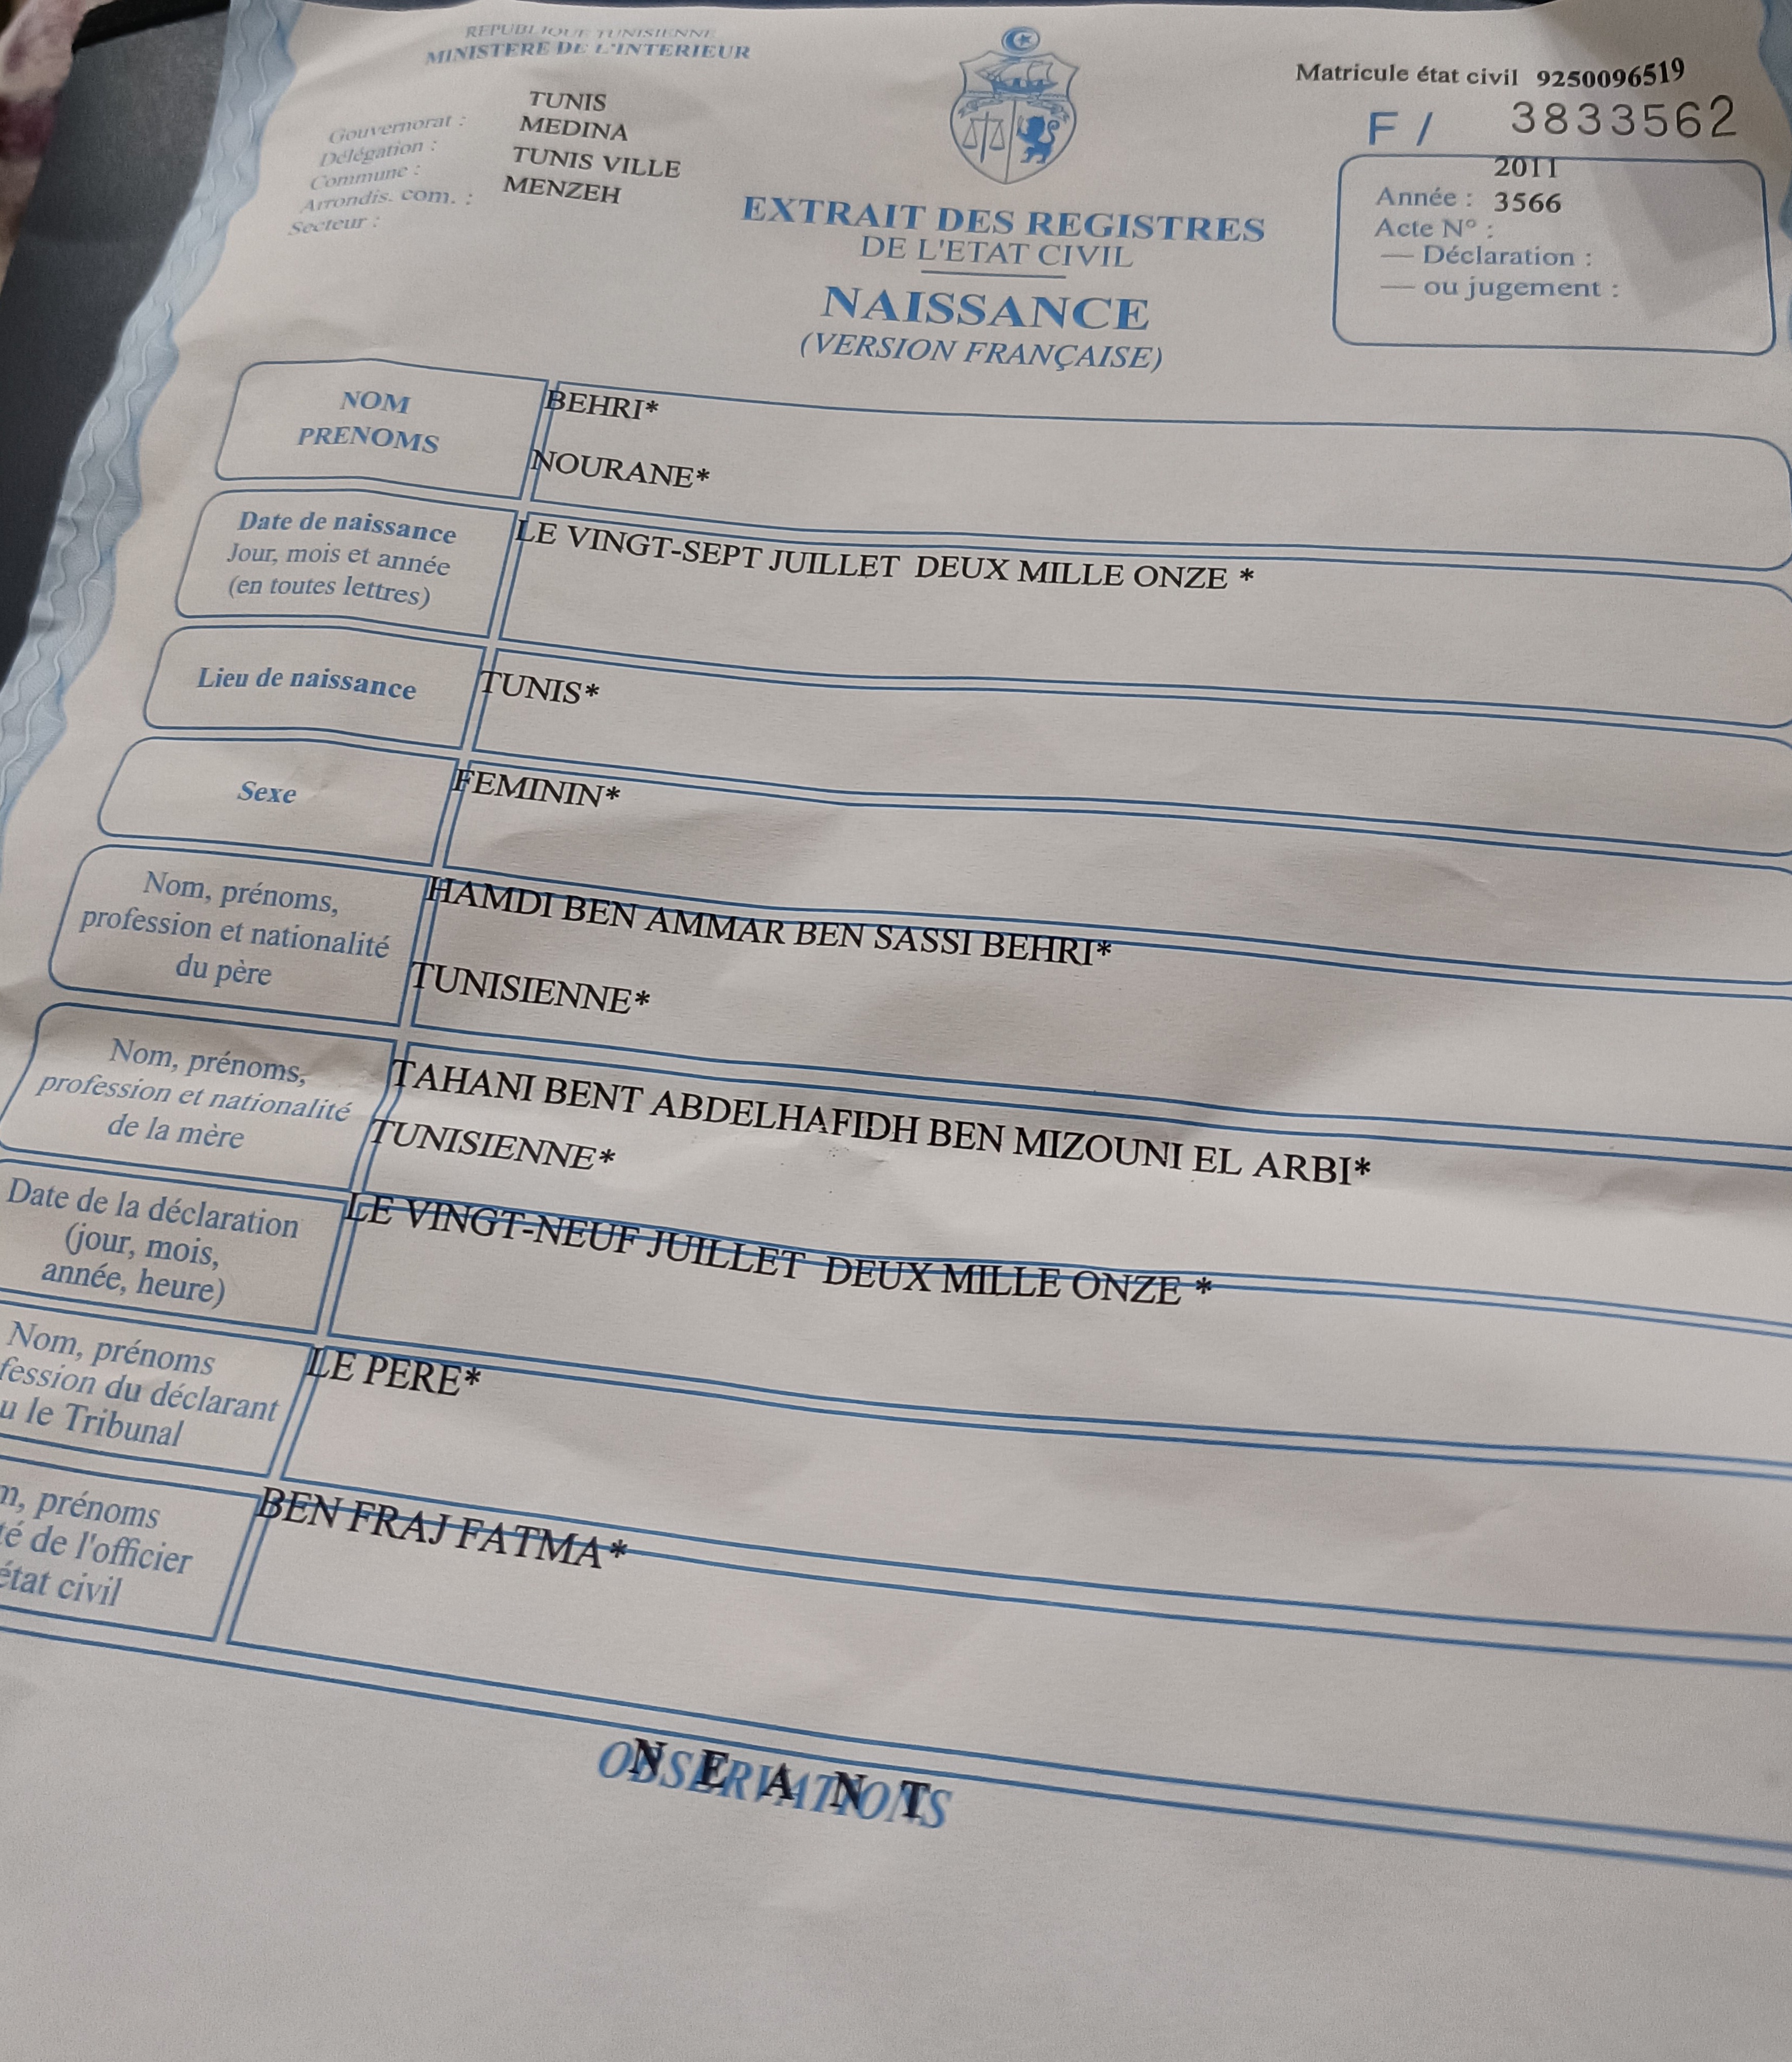 REPUBLIQUE TUNISIENNE
MINISTERE DE L'INTERIEUR
Gouvernorat : TUNIS
Délégation : MEDINA
Commune : TUNIS VILLE
Arrondis. com. : MENZEH
Secteur :
Matricule état civil 9250096519
F / 3833562
2011
Année : 3566
Acte N° :
— Déclaration :
— ou jugement :
EXTRAIT DES REGISTRES
DE L'ETAT CIVIL
NAISSANCE
(VERSION FRANÇAISE)
NOM BEHRI*
PRENOMS NOURANE*
Date de naissance LE VINGT-SEPT JUILLET DEUX MILLE ONZE *
Jour, mois et année
(en toutes lettres)
Lieu de naissance TUNIS*
Sexe FEMININ*
Nom, prénoms, HAMDI BEN AMMAR BEN SASSI BEHRI*
profession et nationalité
du père TUNISIENNE*
Nom, prénoms, TAHANI BENT ABDELHAFIDH BEN MIZOUNI EL ARBI*
profession et nationalité
de la mère TUNISIENNE*
Date de la déclaration LE VINGT-NEUF JUILLET DEUX MILLE ONZE *
(jour, mois,
année, heure)
Nom, prénoms LE PERE*
fession du déclarant
u le Tribunal
m, prénoms BEN FRAJ FATMA*
té de l'officier
état civil
OBSERVATIONS
N E A N T